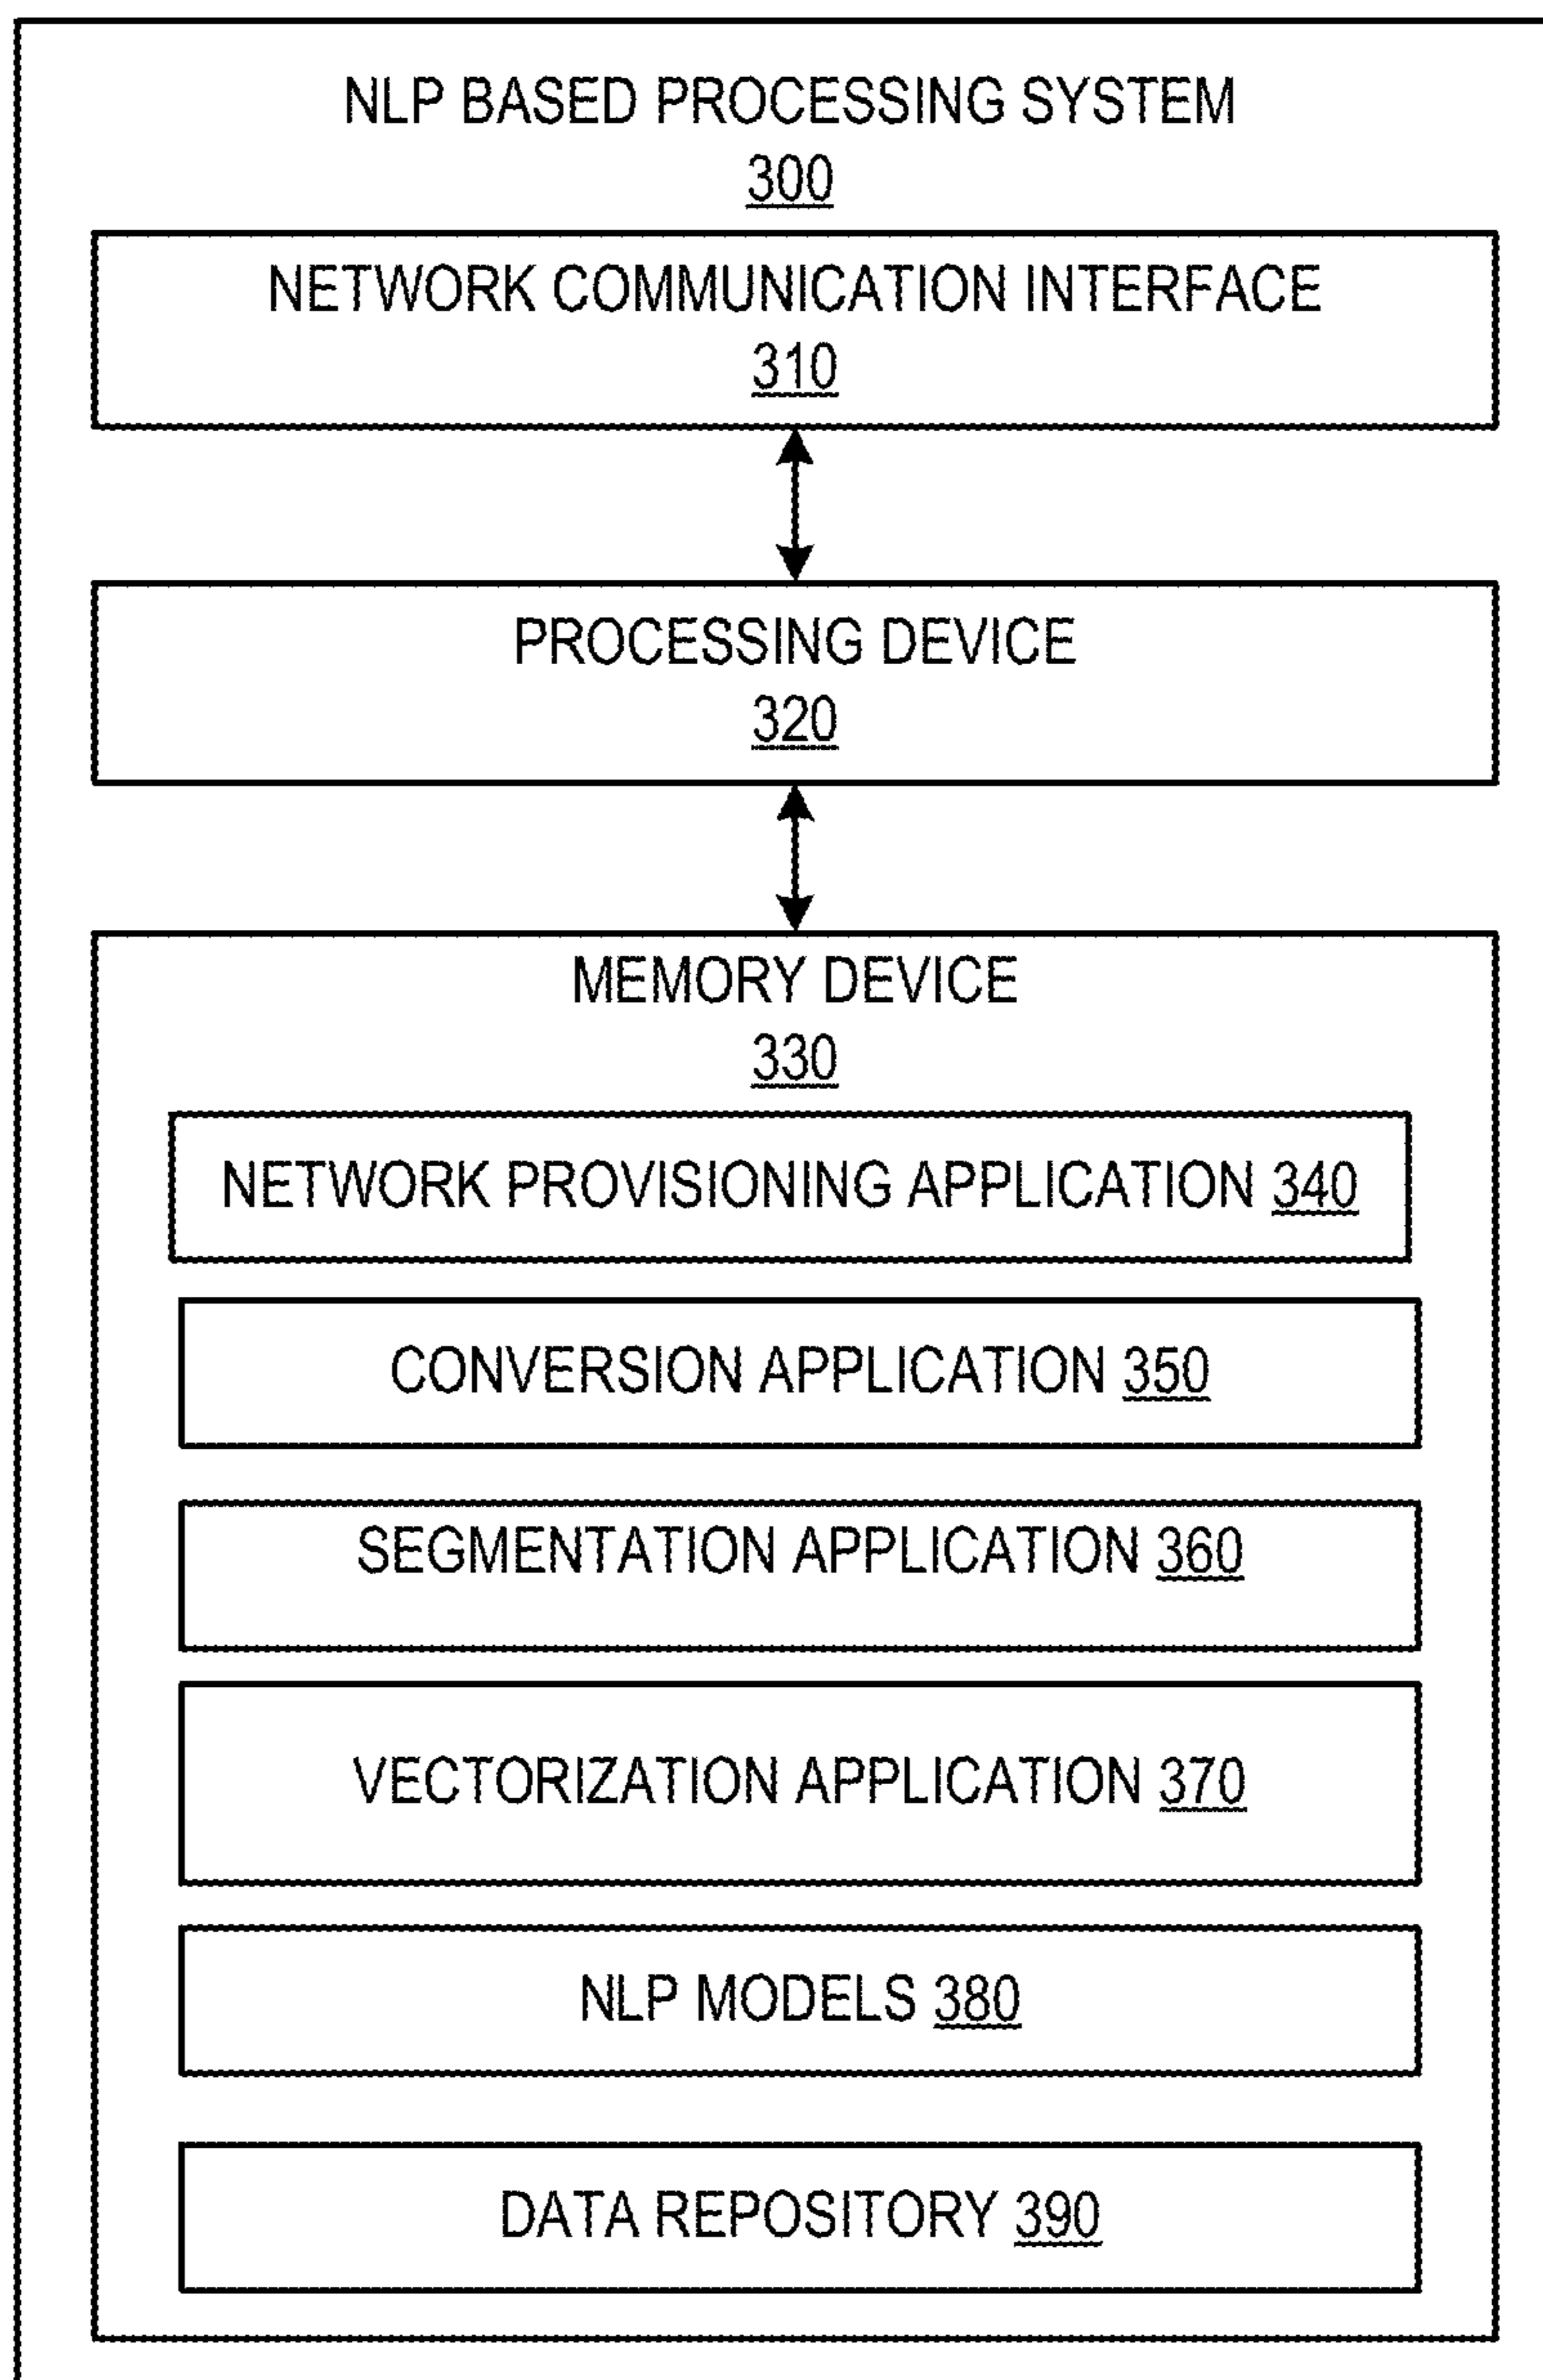 NLP BASED PROCESSING SYSTEM
300
NETWORK COMMUNICATION INTERFACE
310
PROCESSING DEVICE
320
MEMORY DEVICE
330
NETWORK PROVISIONING APPLICATION 340
CONVERSION APPLICATION 350
SEGMENTATION APPLICATION 360
VECTORIZATION APPLICATION 370
NLP MODELS 380
DATA REPOSITORY 390